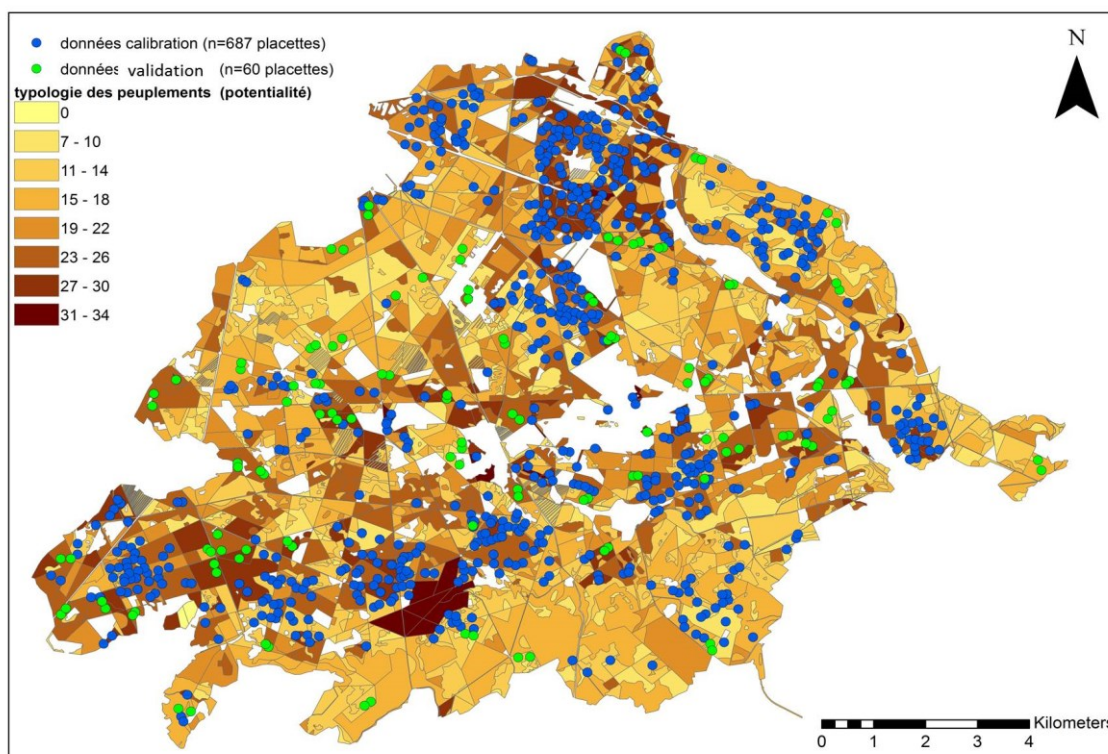 données calibration (n=687 placettes)
données validation (n=60 placettes)
typologie des peuplements (potentialité)
0
7 - 10
11 - 14
15 - 18
19 - 22
23 - 26
27 - 30
31 - 34
N
Kilometers
0 1 2 3 4